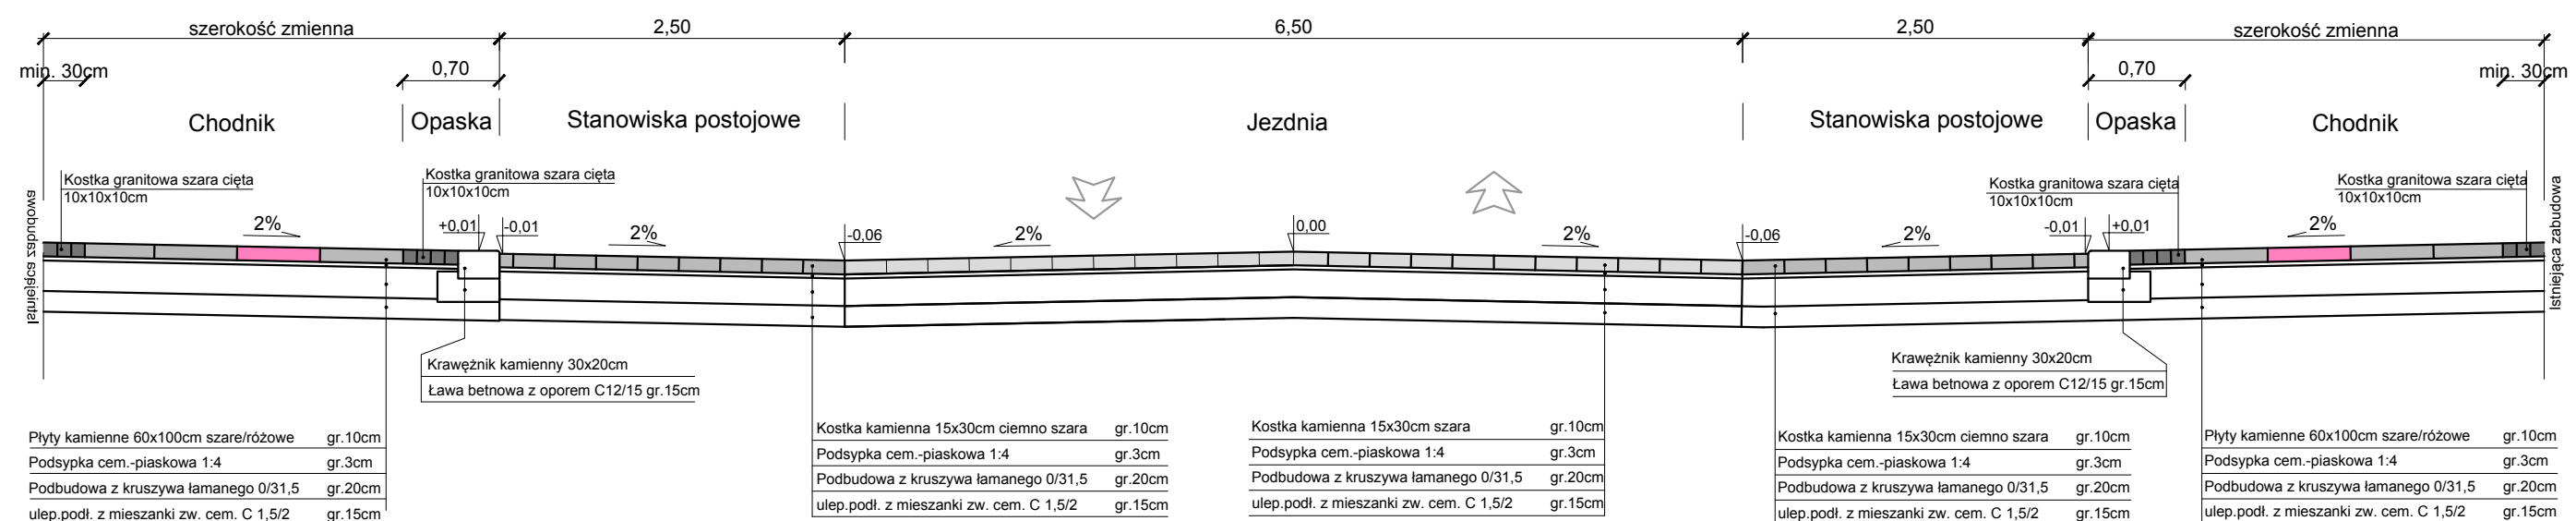 szerokość zmienna
2,50
6,50
2,50
szerokość zmienna
min. 30cm
0,70
0,70
min. 30cm
Chodnik
Opaska
Stanowiska postojowe
Jezdnia
Stanowiska postojowe
Opaska
Chodnik
Kostka granitowa szara cięta
10x10x10cm
Kostka granitowa szara cięta
10x10x10cm
Kostka granitowa szara cięta
10x10x10cm
Kostka granitowa szara cięta
10x10x10cm
Istniejąca zabudowa
2%
+0,01
-0,01
2%
-0,06
2%
0,00
2%
-0,06
2%
-0,01
+0,01
2%
Istniejąca zabudowa
Krawężnik kamienny 30x20cm
Ława betnowa z oporem C12/15 gr.15cm
Krawężnik kamienny 30x20cm
Ława betnowa z oporem C12/15 gr.15cm
Płyty kamienne 60x100cm szare/różowe gr.10cm
Podsypka cem.-piaskowa 1:4 gr.3cm
Podbudowa z kruszywa łamanego 0/31,5 gr.20cm
ulep.podł. z mieszanki zw. cem. C 1,5/2 gr.15cm
Kostka kamienna 15x30cm ciemno szara gr.10cm
Podsypka cem.-piaskowa 1:4 gr.3cm
Podbudowa z kruszywa łamanego 0/31,5 gr.20cm
ulep.podł. z mieszanki zw. cem. C 1,5/2 gr.15cm
Kostka kamienna 15x30cm szara gr.10cm
Podsypka cem.-piaskowa 1:4 gr.3cm
Podbudowa z kruszywa łamanego 0/31,5 gr.20cm
ulep.podł. z mieszanki zw. cem. C 1,5/2 gr.15cm
Kostka kamienna 15x30cm ciemno szara gr.10cm
Podsypka cem.-piaskowa 1:4 gr.3cm
Podbudowa z kruszywa łamanego 0/31,5 gr.20cm
ulep.podł. z mieszanki zw. cem. C 1,5/2 gr.15cm
Płyty kamienne 60x100cm szare/różowe gr.10cm
Podsypka cem.-piaskowa 1:4 gr.3cm
Podbudowa z kruszywa łamanego 0/31,5 gr.20cm
ulep.podł. z mieszanki zw. cem. C 1,5/2 gr.15cm